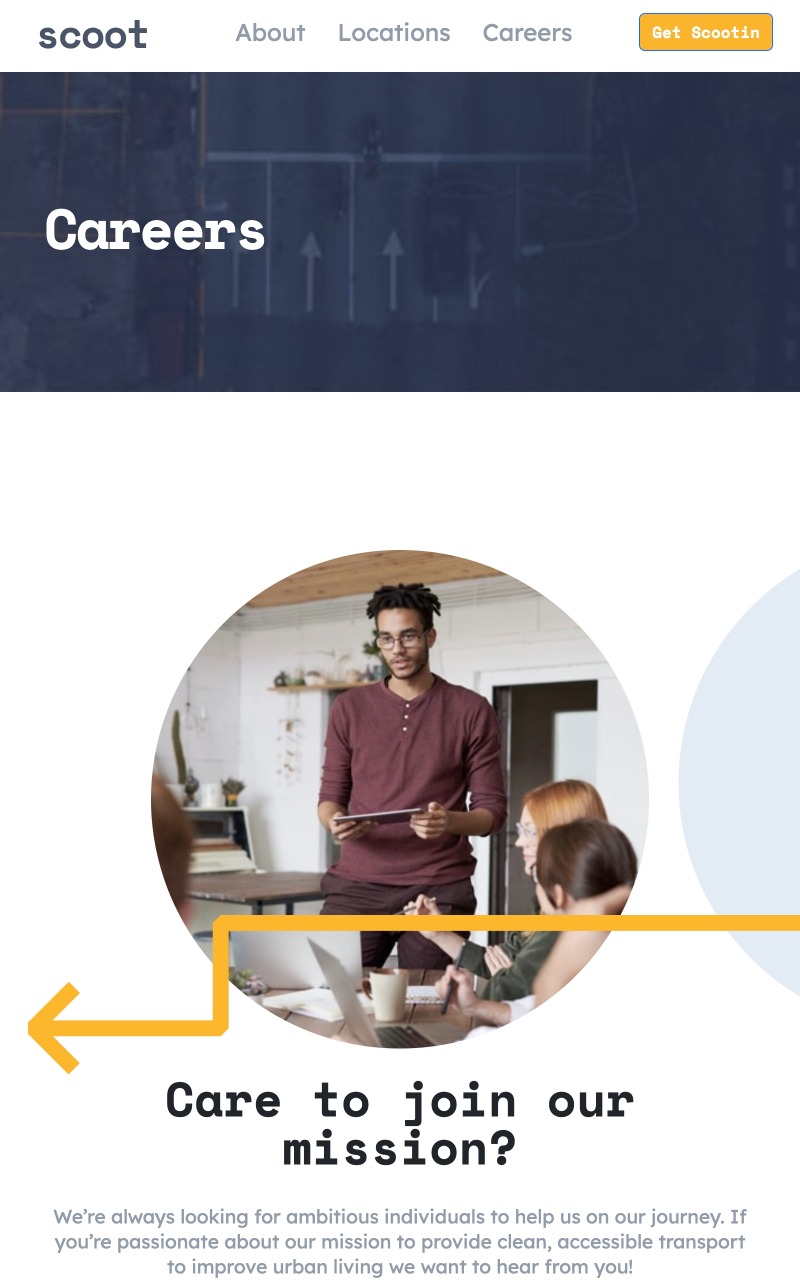 scoot
About
Locations
Careers
Get Scootin
Careers
Care to join our
mission?
We’re always looking for ambitious individuals to help us on our journey. If
you’re passionate about our mission to provide clean, accessible transport
to improve urban living we want to hear from you!